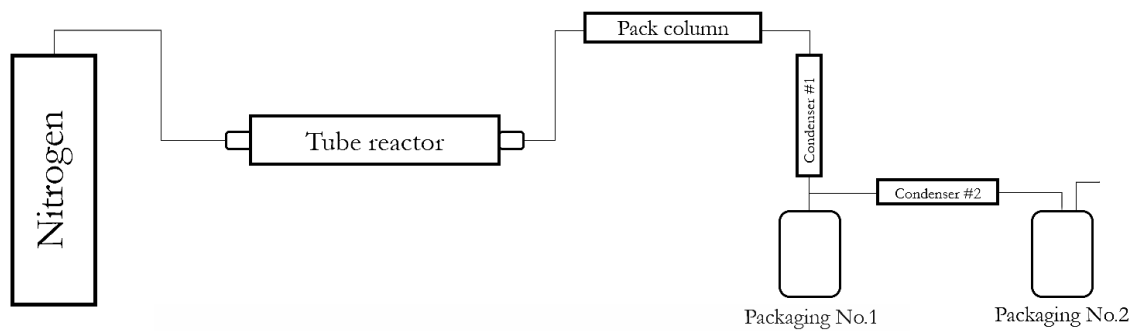 Nitrogen
Tube reactor
Pack column
Condenser #1
Condenser #2
Packaging No.1
Packaging No.2